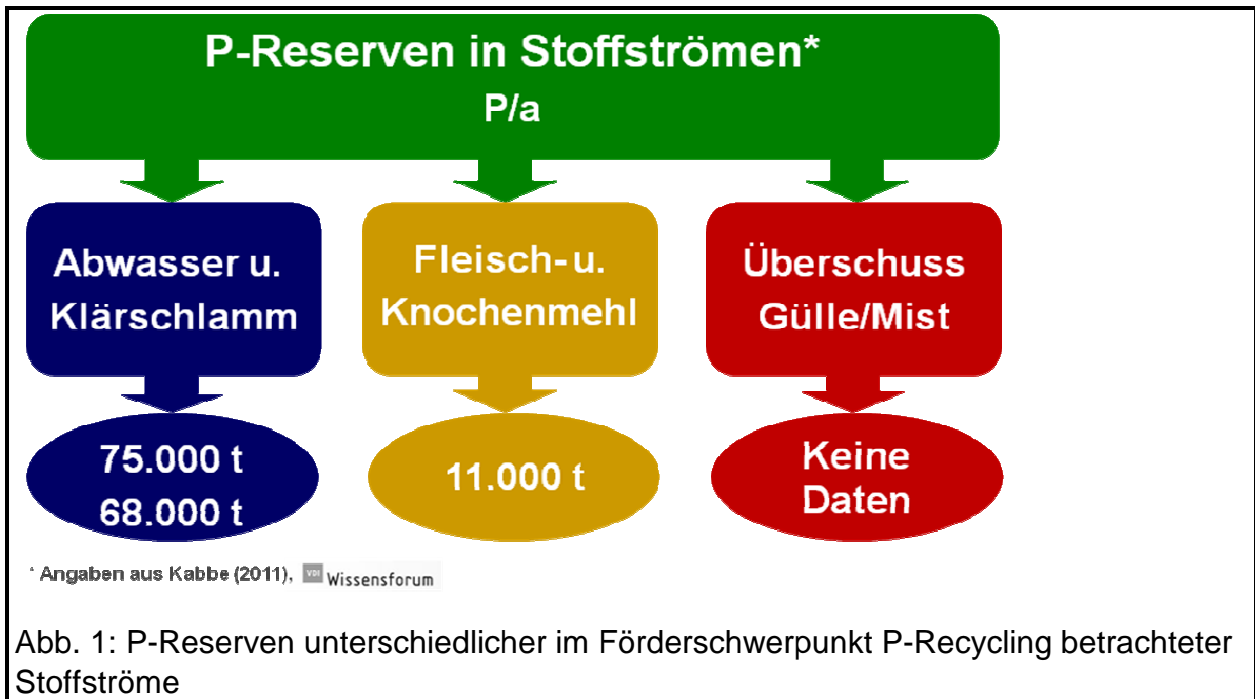 P-Reserven in Stoffströmen*
P/a
Abwasser u.
Klärschlamm
Fleisch- u.
Knochenmehl
Überschuss
Gülle/Mist
75.000 t
68.000 t
11.000 t
Keine
Daten
* Angaben aus Kabbe (2011), VDI Wissensforum
Abb. 1: P-Reserven unterschiedlicher im Förderschwerpunkt P-Recycling betrachteter
Stoffströme